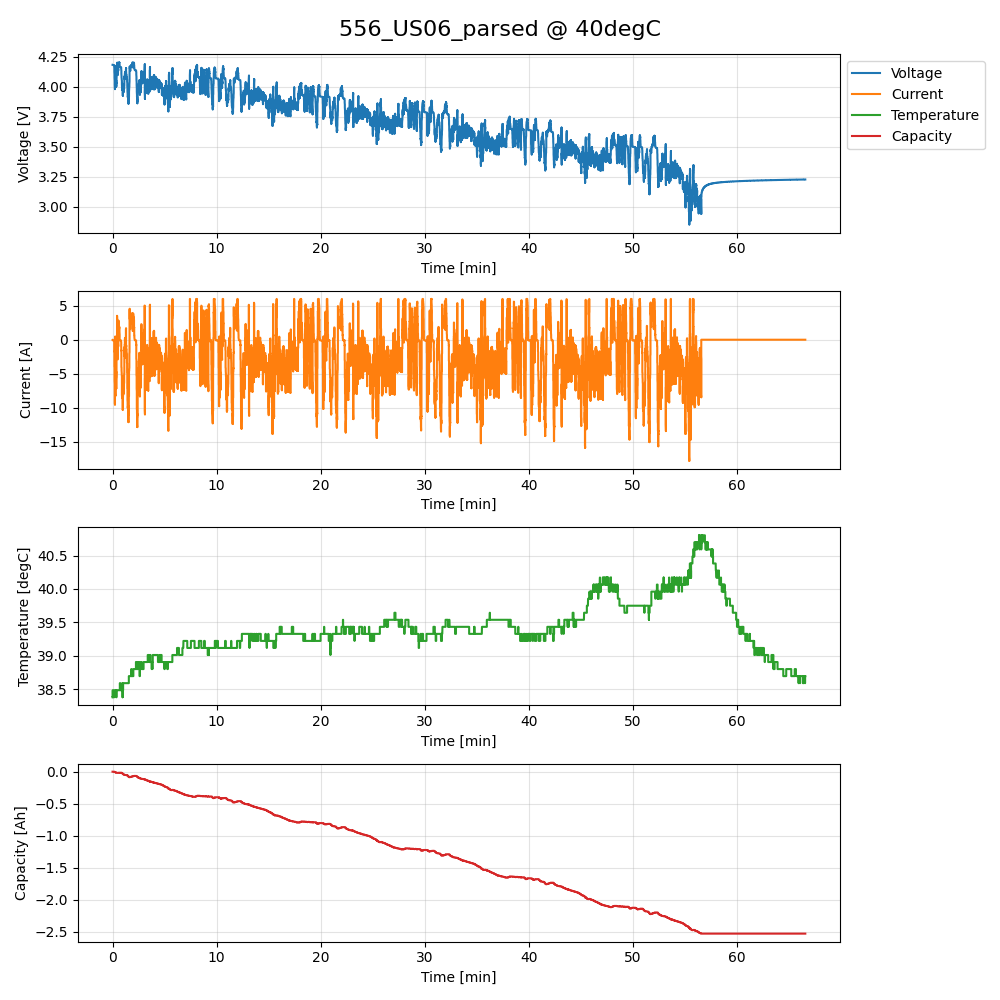 556_US06_parsed @ 40degC
4.25
4.00
3.75
3.50
3.25
3.00
Voltage [V]
0 10 20 30 40 50 60
Time [min]
Voltage
Current
Temperature
Capacity
5
0
−5
−10
−15
Current [A]
0 10 20 30 40 50 60
Time [min]
40.5
40.0
39.5
39.0
38.5
Temperature [degC]
0 10 20 30 40 50 60
Time [min]
0.0
−0.5
−1.0
−1.5
−2.0
−2.5
Capacity [Ah]
0 10 20 30 40 50 60
Time [min]